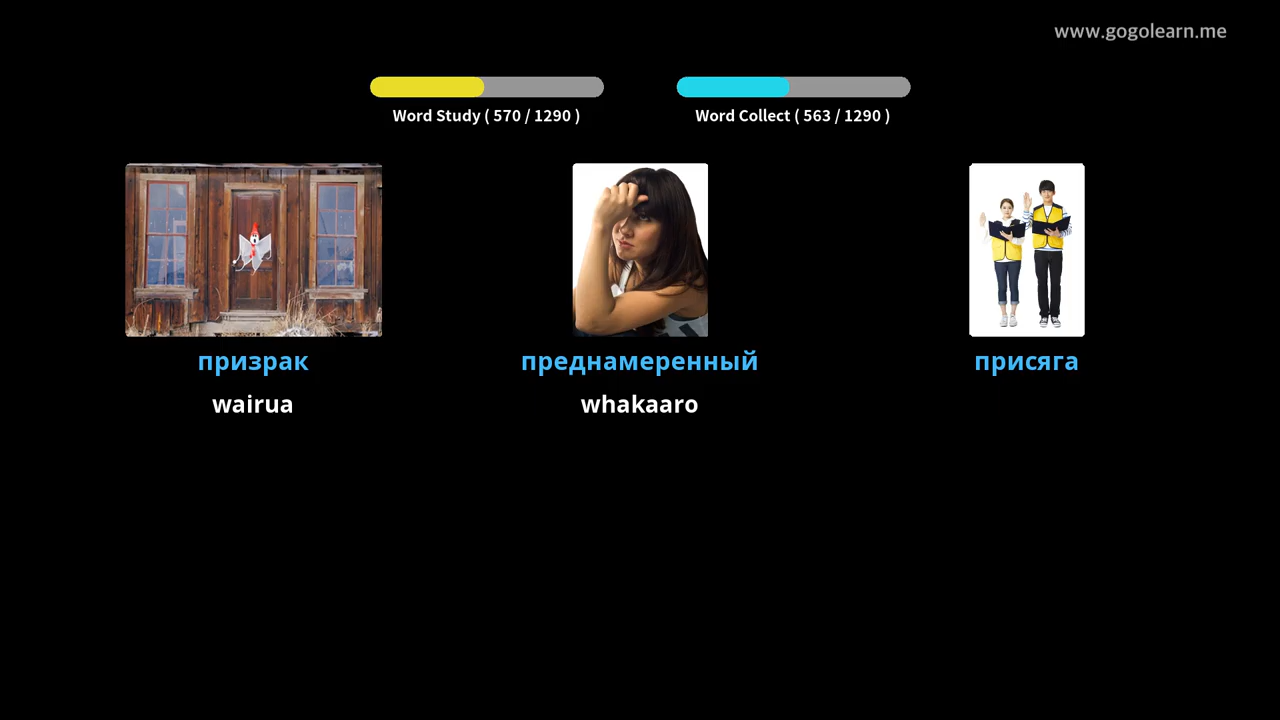 www.gogolearn.me
Word Study ( 570 / 1290 )
Word Collect ( 563 / 1290 )
призрак
преднамеренный
присяга
wairua
whakaaro